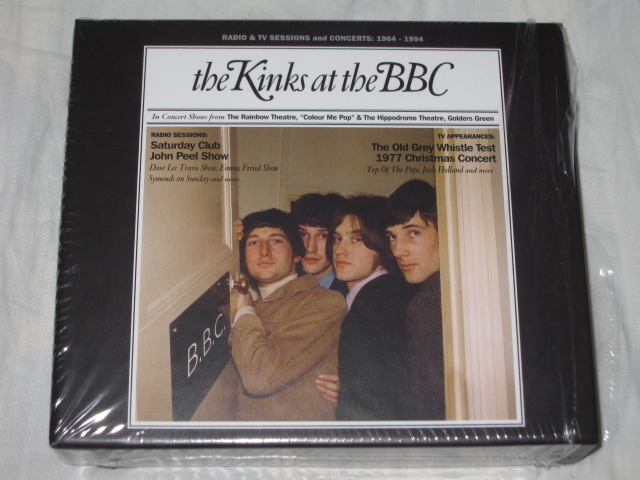 RADIO & TV SESSIONS and CONCERTS: 1964 - 1994
the Kinks at the BBC
In Concert Shows from The Rainbow Theatre, "Colour Me Pop" & The Hippodrome Theatre, Golders Green
RADIO SESSIONS:
Saturday Club
John Peel Show
Dave Lee Travis Show, Emma Freud Show
Symonds on Sunday and more
TV APPEARANCES:
The Old Grey Whistle Test
1977 Christmas Concert
Top Of The Pops, Jools Holland and more
B.B.C.